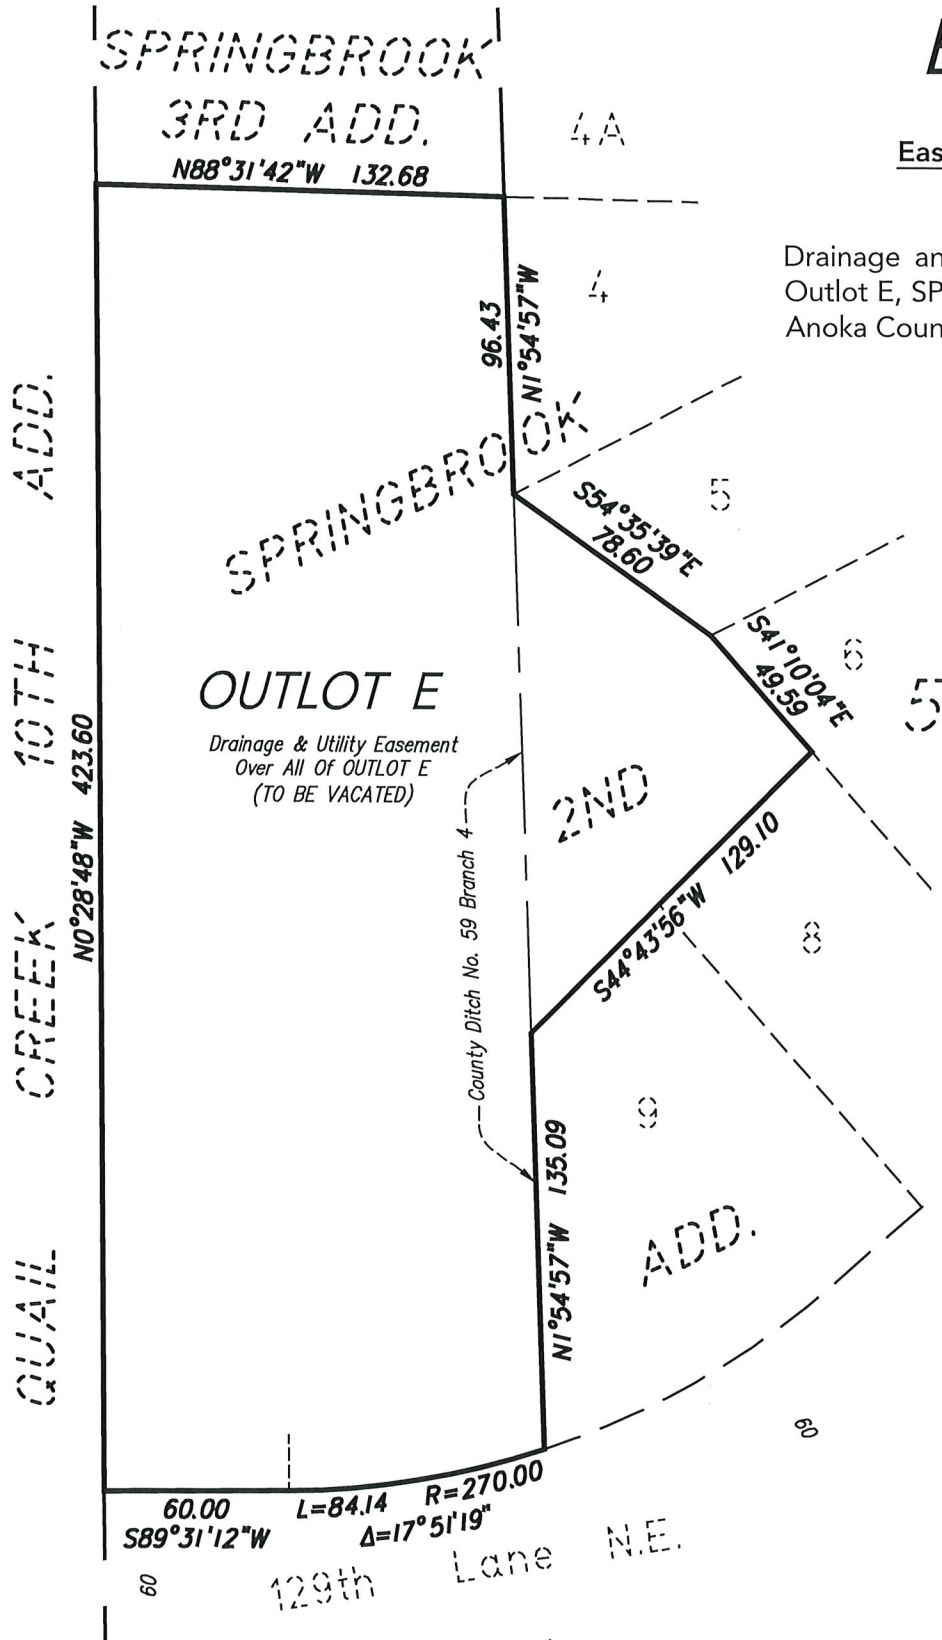 SPRINGBROOK
3RD ADD.
4A
N88°31'42"W 132.68
Eas
Drainage an
Outlot E, SP
Anoka Coun
4
96.43
N1°54'57"W
SPRINGBROOK
5
S54°35'39"E
78.60
S41°10'04"E
49.59
6
5
QUAIL CREEK 10TH ADD.
N0°28'48"W 423.60
OUTLOT E
Drainage & Utility Easement
Over All Of OUTLOT E
(TO BE VACATED)
2ND
County Ditch No. 59 Branch 4
129.10
S44°43'56"W
8
9
ADD.
N1°54'57"W 135.09
60
60.00
S89°31'12"W
L=84.14
R=270.00
Δ=17°51'19"
60
129th Lane N.E.